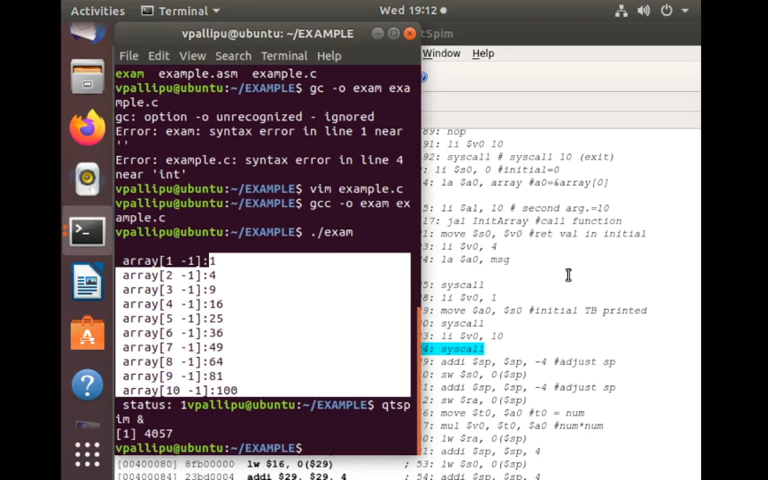 Activities Terminal Wed 19:12
vpallipu@ubuntu: ~/EXAMPLE
tSpim
File Edit View Search Terminal Help
Window Help
exam example.asm example.c
vpallipu@ubuntu:~/EXAMPLE$ gc -o exam exa
mple.c
gc: option -o unrecognized - ignored
Error: exam: syntax error in line 1 near
''
Error: example.c: syntax error in line 4
near 'int'
vpallipu@ubuntu:~/EXAMPLE$ vim example.c
vpallipu@ubuntu:~/EXAMPLE$ gcc -o exam ex
ample.c
vpallipu@ubuntu:~/EXAMPLE$ ./exam
array[1 -1]:1
array[2 -1]:4
array[3 -1]:9
array[4 -1]:16
array[5 -1]:25
array[6 -1]:36
array[7 -1]:49
array[8 -1]:64
array[9 -1]:81
array[10 -1]:100
status: 1vpallipu@ubuntu:~/EXAMPLE$ qtsp
im &
[1] 4057
vpallipu@ubuntu:~/EXAMPLE$
89: nop
91: li $v0 10
92: syscall # syscall 10 (exit)
: li $s0, 0 #initial=0
4: la $a0, array #a0=&array[0]
5: li $al, 10 # second arg.=10
17: jal InitArray #call function
1: move $s0, $v0 #ret val in initial
3: li $v0, 4
4: la $a0, msg
5: syscall
8: li $v0, 1
9: move $a0, $s0 #initial TB printed
0: syscall
3: li $v0, 10
4: syscall
9: addi $sp, $sp, -4 #adjust sp
0: sw $s0, 0($sp)
1: addi $sp, $sp, -4 #adjust sp
2: sw $ra, 0($sp)
6: move $t0, $a0 #t0 = num
7: mul $v0, $t0, $a0 #num*num
0: lw $ra, 0($sp)
1: addi $sp, $sp, 4
[00400080] 8fb00000 lw $16, 0($29) ; 53: lw $s0, 0($sp)
[00400084] 23bd0004 addi $29, $29, 4 ; 54: addi $sp, $sp, 4